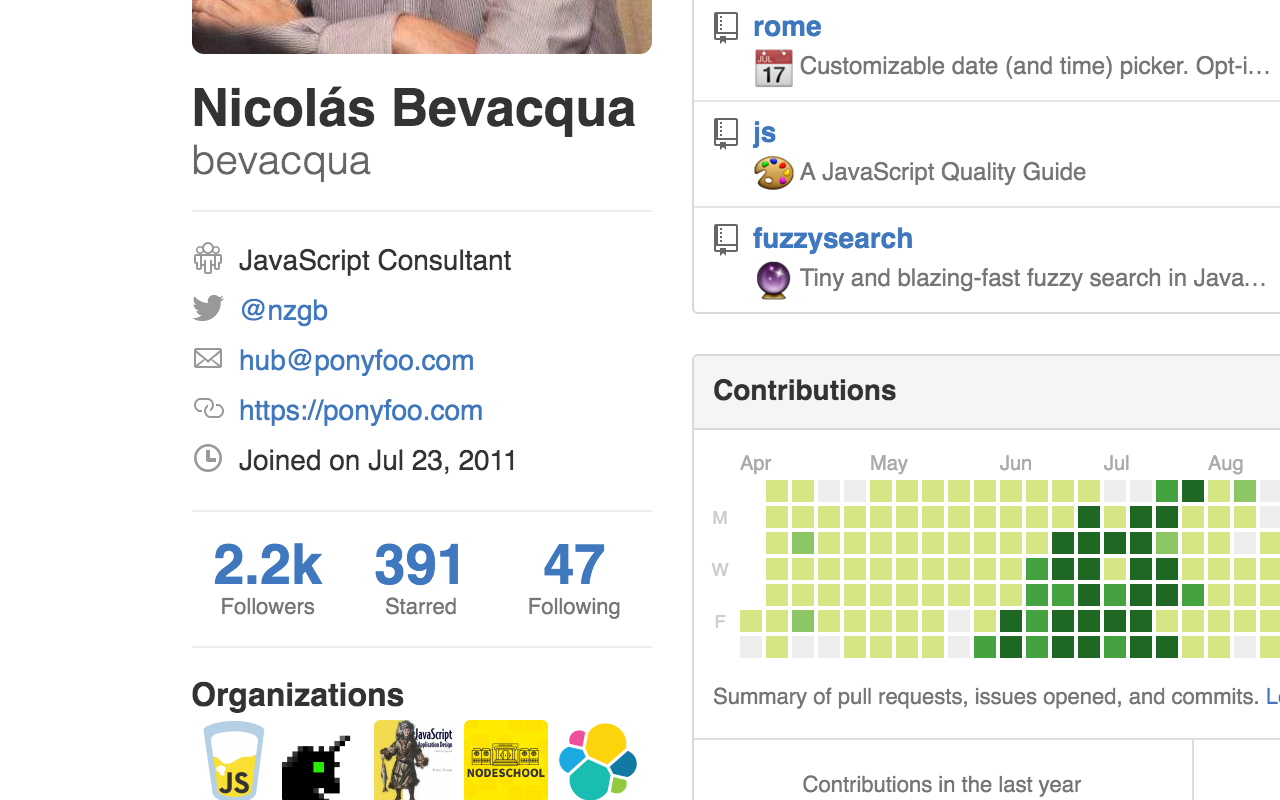 Nicolás Bevacqua
bevacqua
JavaScript Consultant
@nzgb
hub@ponyfoo.com
https://ponyfoo.com
Joined on Jul 23, 2011
2.2k 391 47
Followers Starred Following
Organizations
JS
JavaScript
Application Design
NODESCHOOL
rome
JUL
17
Customizable date (and time) picker. Opt-i…
js
A JavaScript Quality Guide
fuzzysearch
Tiny and blazing-fast fuzzy search in Java…
Contributions
Apr May Jun Jul Aug
M
W
F
Summary of pull requests, issues opened, and commits. Le
Contributions in the last year